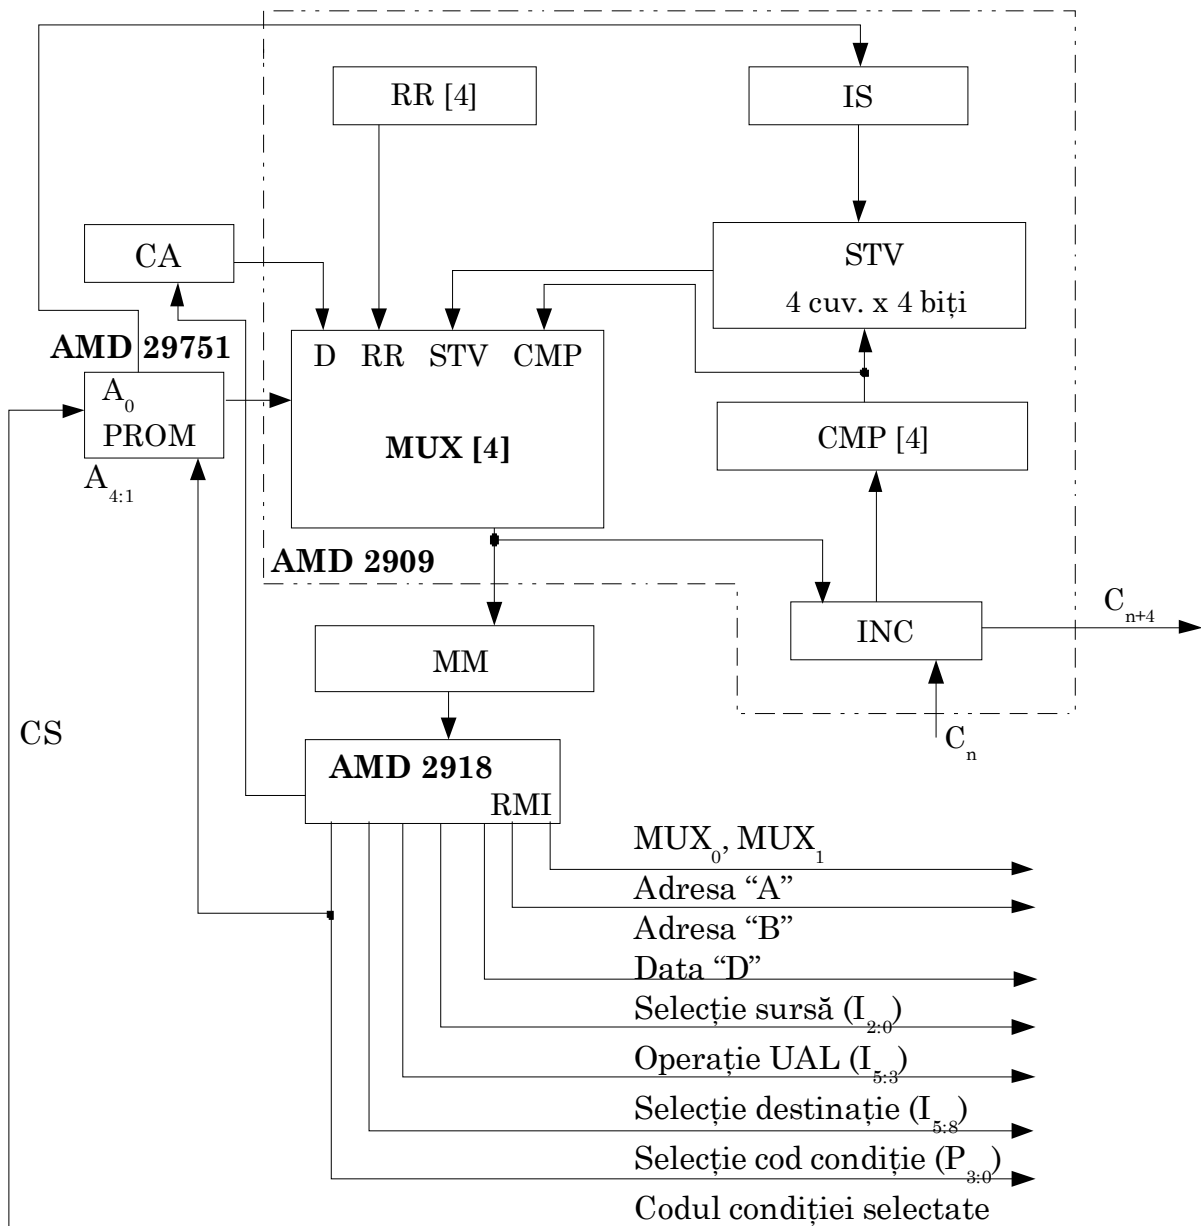 RR [4]
IS
CA
STV
4 cuv. x 4 biți
AMD 29751
D RR STV CMP
A0
PROM
A4:1
MUX [4]
CMP [4]
AMD 2909
INC
Cn+4
Cn
MM
CS
AMD 2918
RMI
MUX0, MUX1
Adresa “A”
Adresa “B”
Data “D”
Selecție sursă (I2:0)
Operație UAL (I5:3)
Selecție destinație (I5:8)
Selecție cod condiție (P3:0)
Codul condiției selectate